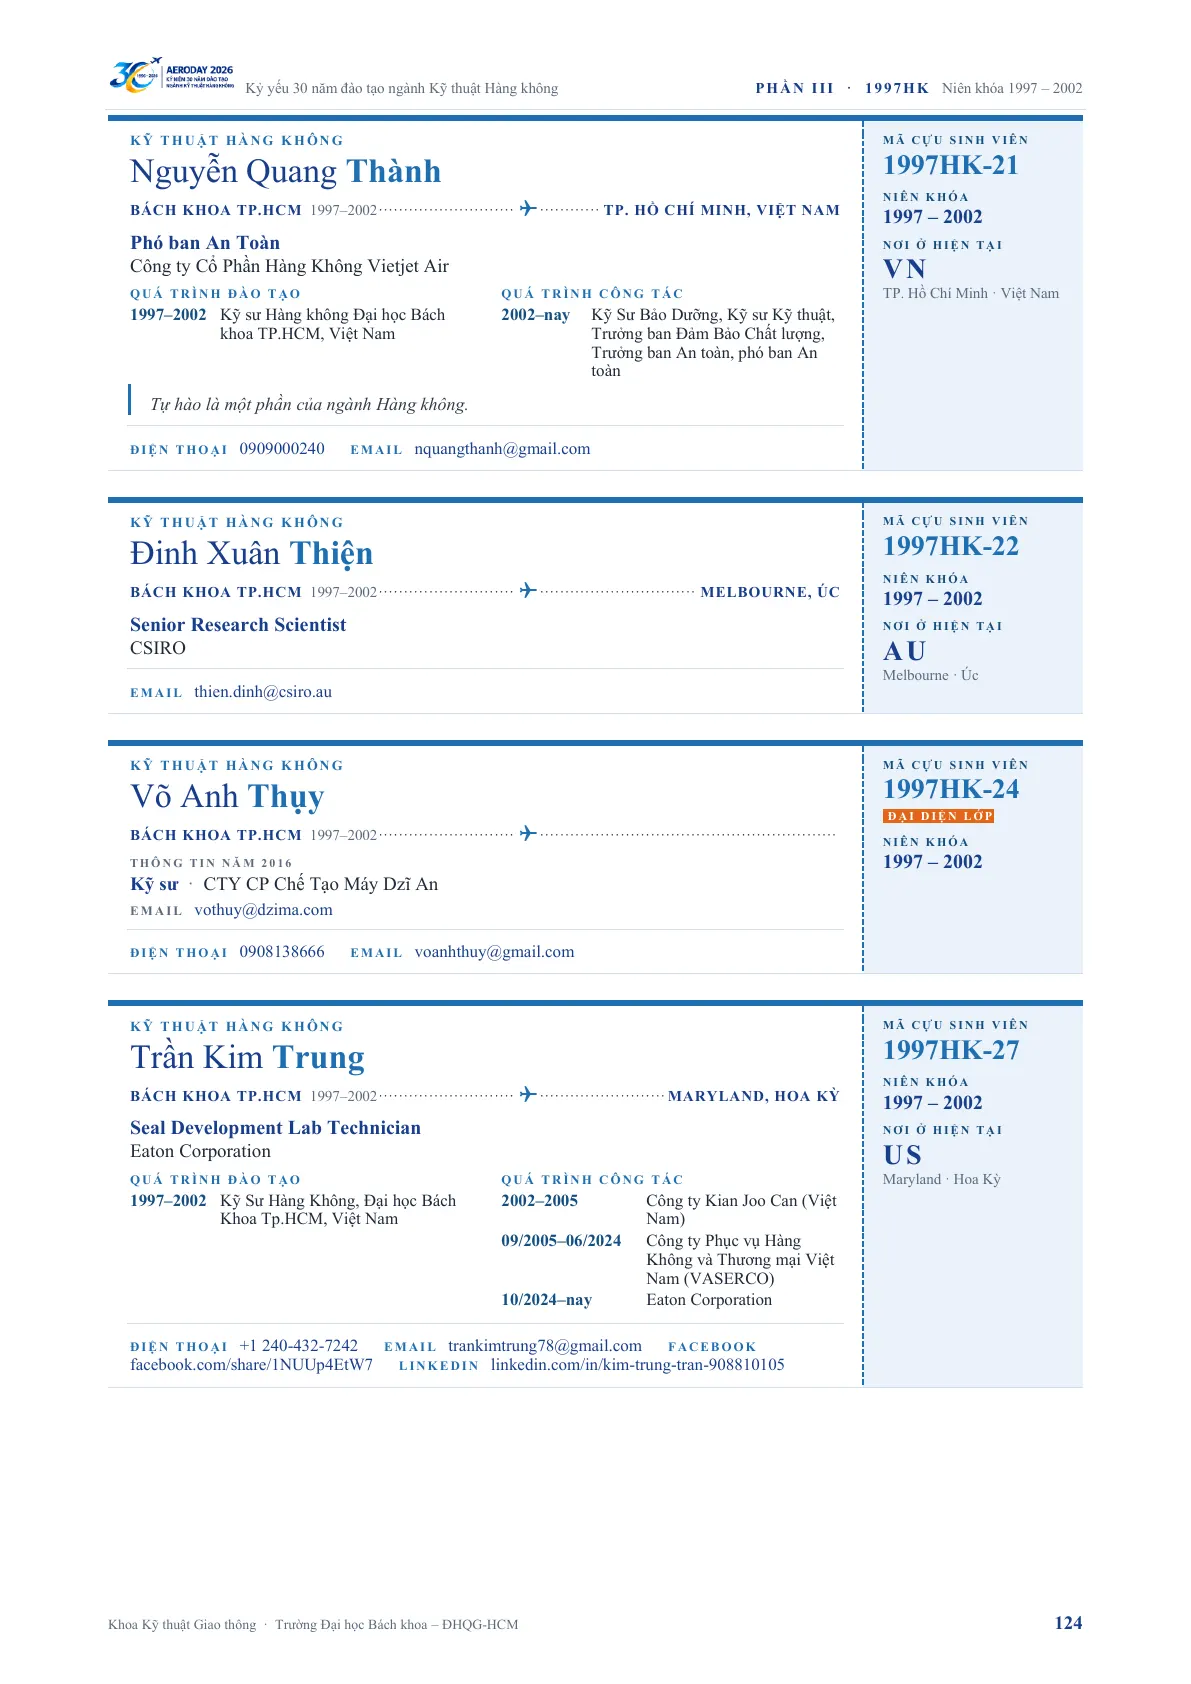 30
1996 - 2026
AERODAY 2026
KỶ NIỆM 30 NĂM ĐÀO TẠO
NGÀNH KỸ THUẬT HÀNG KHÔNG
Kỷ yếu 30 năm đào tạo ngành Kỹ thuật Hàng không
PHẦN III · 1997HK Niên khóa 1997 – 2002
KỸ THUẬT HÀNG KHÔNG
Nguyễn Quang Thành
BÁCH KHOA TP.HCM 1997–2002 TP. HỒ CHÍ MINH, VIỆT NAM
Phó ban An Toàn
Công ty Cổ Phần Hàng Không Vietjet Air
QUÁ TRÌNH ĐÀO TẠO
1997–2002 Kỹ sư Hàng không Đại học Bách
khoa TP.HCM, Việt Nam
QUÁ TRÌNH CÔNG TÁC
2002–nay Kỹ Sư Bảo Dưỡng, Kỹ sư Kỹ thuật,
Trưởng ban Đảm Bảo Chất lượng,
Trưởng ban An toàn, phó ban An
toàn
Tự hào là một phần của ngành Hàng không.
ĐIỆN THOẠI 0909000240 EMAIL nquangthanh@gmail.com
MÃ CỰU SINH VIÊN
1997HK-21
NIÊN KHÓA
1997 – 2002
NƠI Ở HIỆN TẠI
VN
TP. Hồ Chí Minh · Việt Nam
KỸ THUẬT HÀNG KHÔNG
Đinh Xuân Thiện
BÁCH KHOA TP.HCM 1997–2002 MELBOURNE, ÚC
Senior Research Scientist
CSIRO
EMAIL thien.dinh@csiro.au
MÃ CỰU SINH VIÊN
1997HK-22
NIÊN KHÓA
1997 – 2002
NƠI Ở HIỆN TẠI
AU
Melbourne · Úc
KỸ THUẬT HÀNG KHÔNG
Võ Anh Thụy
BÁCH KHOA TP.HCM 1997–2002
THÔNG TIN NĂM 2016
Kỹ sư · CTY CP Chế Tạo Máy Dzĩ An
EMAIL vothuy@dzima.com
ĐIỆN THOẠI 0908138666 EMAIL voanhthuy@gmail.com
MÃ CỰU SINH VIÊN
1997HK-24
ĐẠI DIỆN LỚP
NIÊN KHÓA
1997 – 2002
KỸ THUẬT HÀNG KHÔNG
Trần Kim Trung
BÁCH KHOA TP.HCM 1997–2002 MARYLAND, HOA KỲ
Seal Development Lab Technician
Eaton Corporation
QUÁ TRÌNH ĐÀO TẠO
1997–2002 Kỹ Sư Hàng Không, Đại học Bách
Khoa Tp.HCM, Việt Nam
QUÁ TRÌNH CÔNG TÁC
2002–2005 Công ty Kian Joo Can (Việt
Nam)
09/2005–06/2024 Công ty Phục vụ Hàng
Không và Thương mại Việt
Nam (VASERCO)
10/2024–nay Eaton Corporation
ĐIỆN THOẠI +1 240-432-7242 EMAIL trankimtrung78@gmail.com FACEBOOK
facebook.com/share/1NUUp4EtW7 LINKEDIN linkedin.com/in/kim-trung-tran-908810105
MÃ CỰU SINH VIÊN
1997HK-27
NIÊN KHÓA
1997 – 2002
NƠI Ở HIỆN TẠI
US
Maryland · Hoa Kỳ
Khoa Kỹ thuật Giao thông · Trường Đại học Bách khoa – ĐHQG-HCM
124